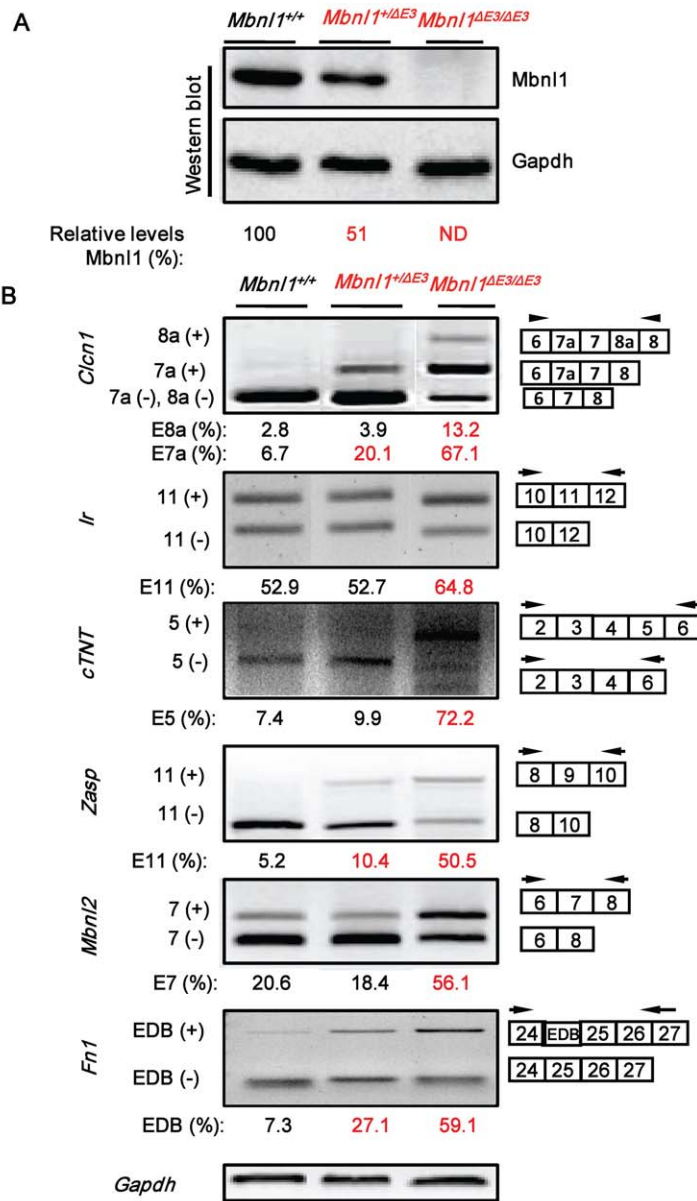 A
Mbnl1+/+ Mbnl1+/ΔE3 Mbnl1ΔE3/ΔE3
Western blot
Mbnl1
Gapdh
Relative levels 100 51 ND
Mbnl1 (%):
B
Mbnl1+/+ Mbnl1+/ΔE3 Mbnl1ΔE3/ΔE3
Clcn1
8a (+)
7a (+)
7a (-), 8a (-)
6 7a 7 8a 8
6 7a 7 8
6 7 8
E8a (%): 2.8 3.9 13.2
E7a (%): 6.7 20.1 67.1
Ir
11 (+)
11 (-)
10 11 12
10 12
E11 (%): 52.9 52.7 64.8
cTNT
5 (+)
5 (-)
2 3 4 5 6
2 3 4 6
E5 (%): 7.4 9.9 72.2
Zasp
11 (+)
11 (-)
8 9 10
8 10
E11 (%): 5.2 10.4 50.5
Mbnl2
7 (+)
7 (-)
6 7 8
6 8
E7 (%): 20.6 18.4 56.1
Fn1
EDB (+)
EDB (-)
24 EDB 25 26 27
24 25 26 27
EDB (%): 7.3 27.1 59.1
Gapdh